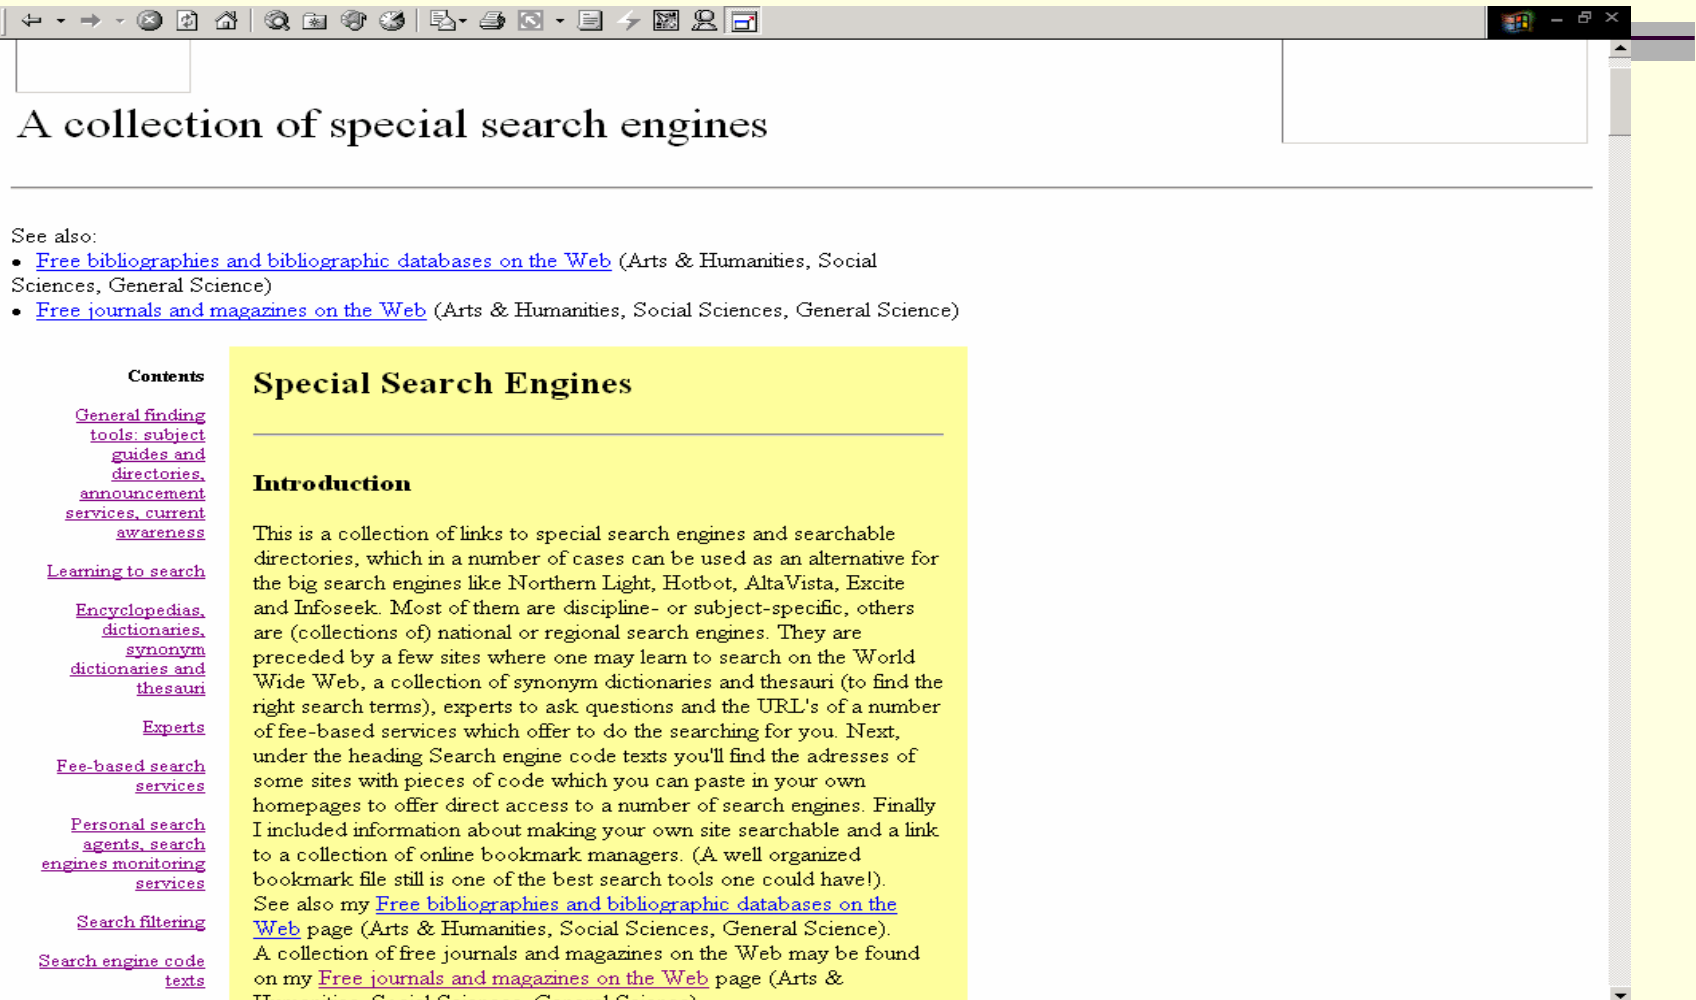 A collection of special search engines
See also:
• Free bibliographies and bibliographic databases on the Web (Arts & Humanities, Social
Sciences, General Science)
• Free journals and magazines on the Web (Arts & Humanities, Social Sciences, General Science)
Contents
General finding
tools: subject
guides and
directories,
announcement
services, current
awareness
Learning to search
Encyclopedias,
dictionaries,
synonym
dictionaries and
thesauri
Experts
Fee-based search
services
Personal search
agents, search
engines monitoring
services
Search filtering
Search engine code
texts
Special Search Engines
Introduction
This is a collection of links to special search engines and searchable
directories, which in a number of cases can be used as an alternative for
the big search engines like Northern Light, Hotbot, AltaVista, Excite
and Infoseek. Most of them are discipline- or subject-specific, others
are (collections of) national or regional search engines. They are
preceded by a few sites where one may learn to search on the World
Wide Web, a collection of synonym dictionaries and thesauri (to find the
right search terms), experts to ask questions and the URL's of a number
of fee-based services which offer to do the searching for you. Next,
under the heading Search engine code texts you'll find the adresses of
some sites with pieces of code which you can paste in your own
homepages to offer direct access to a number of search engines. Finally
I included information about making your own site searchable and a link
to a collection of online bookmark managers. (A well organized
bookmark file still is one of the best search tools one could have!).
See also my Free bibliographies and bibliographic databases on the
Web page (Arts & Humanities, Social Sciences, General Science).
A collection of free journals and magazines on the Web may be found
on my Free journals and magazines on the Web page (Arts &
Humanities, Social Sciences, General Science)